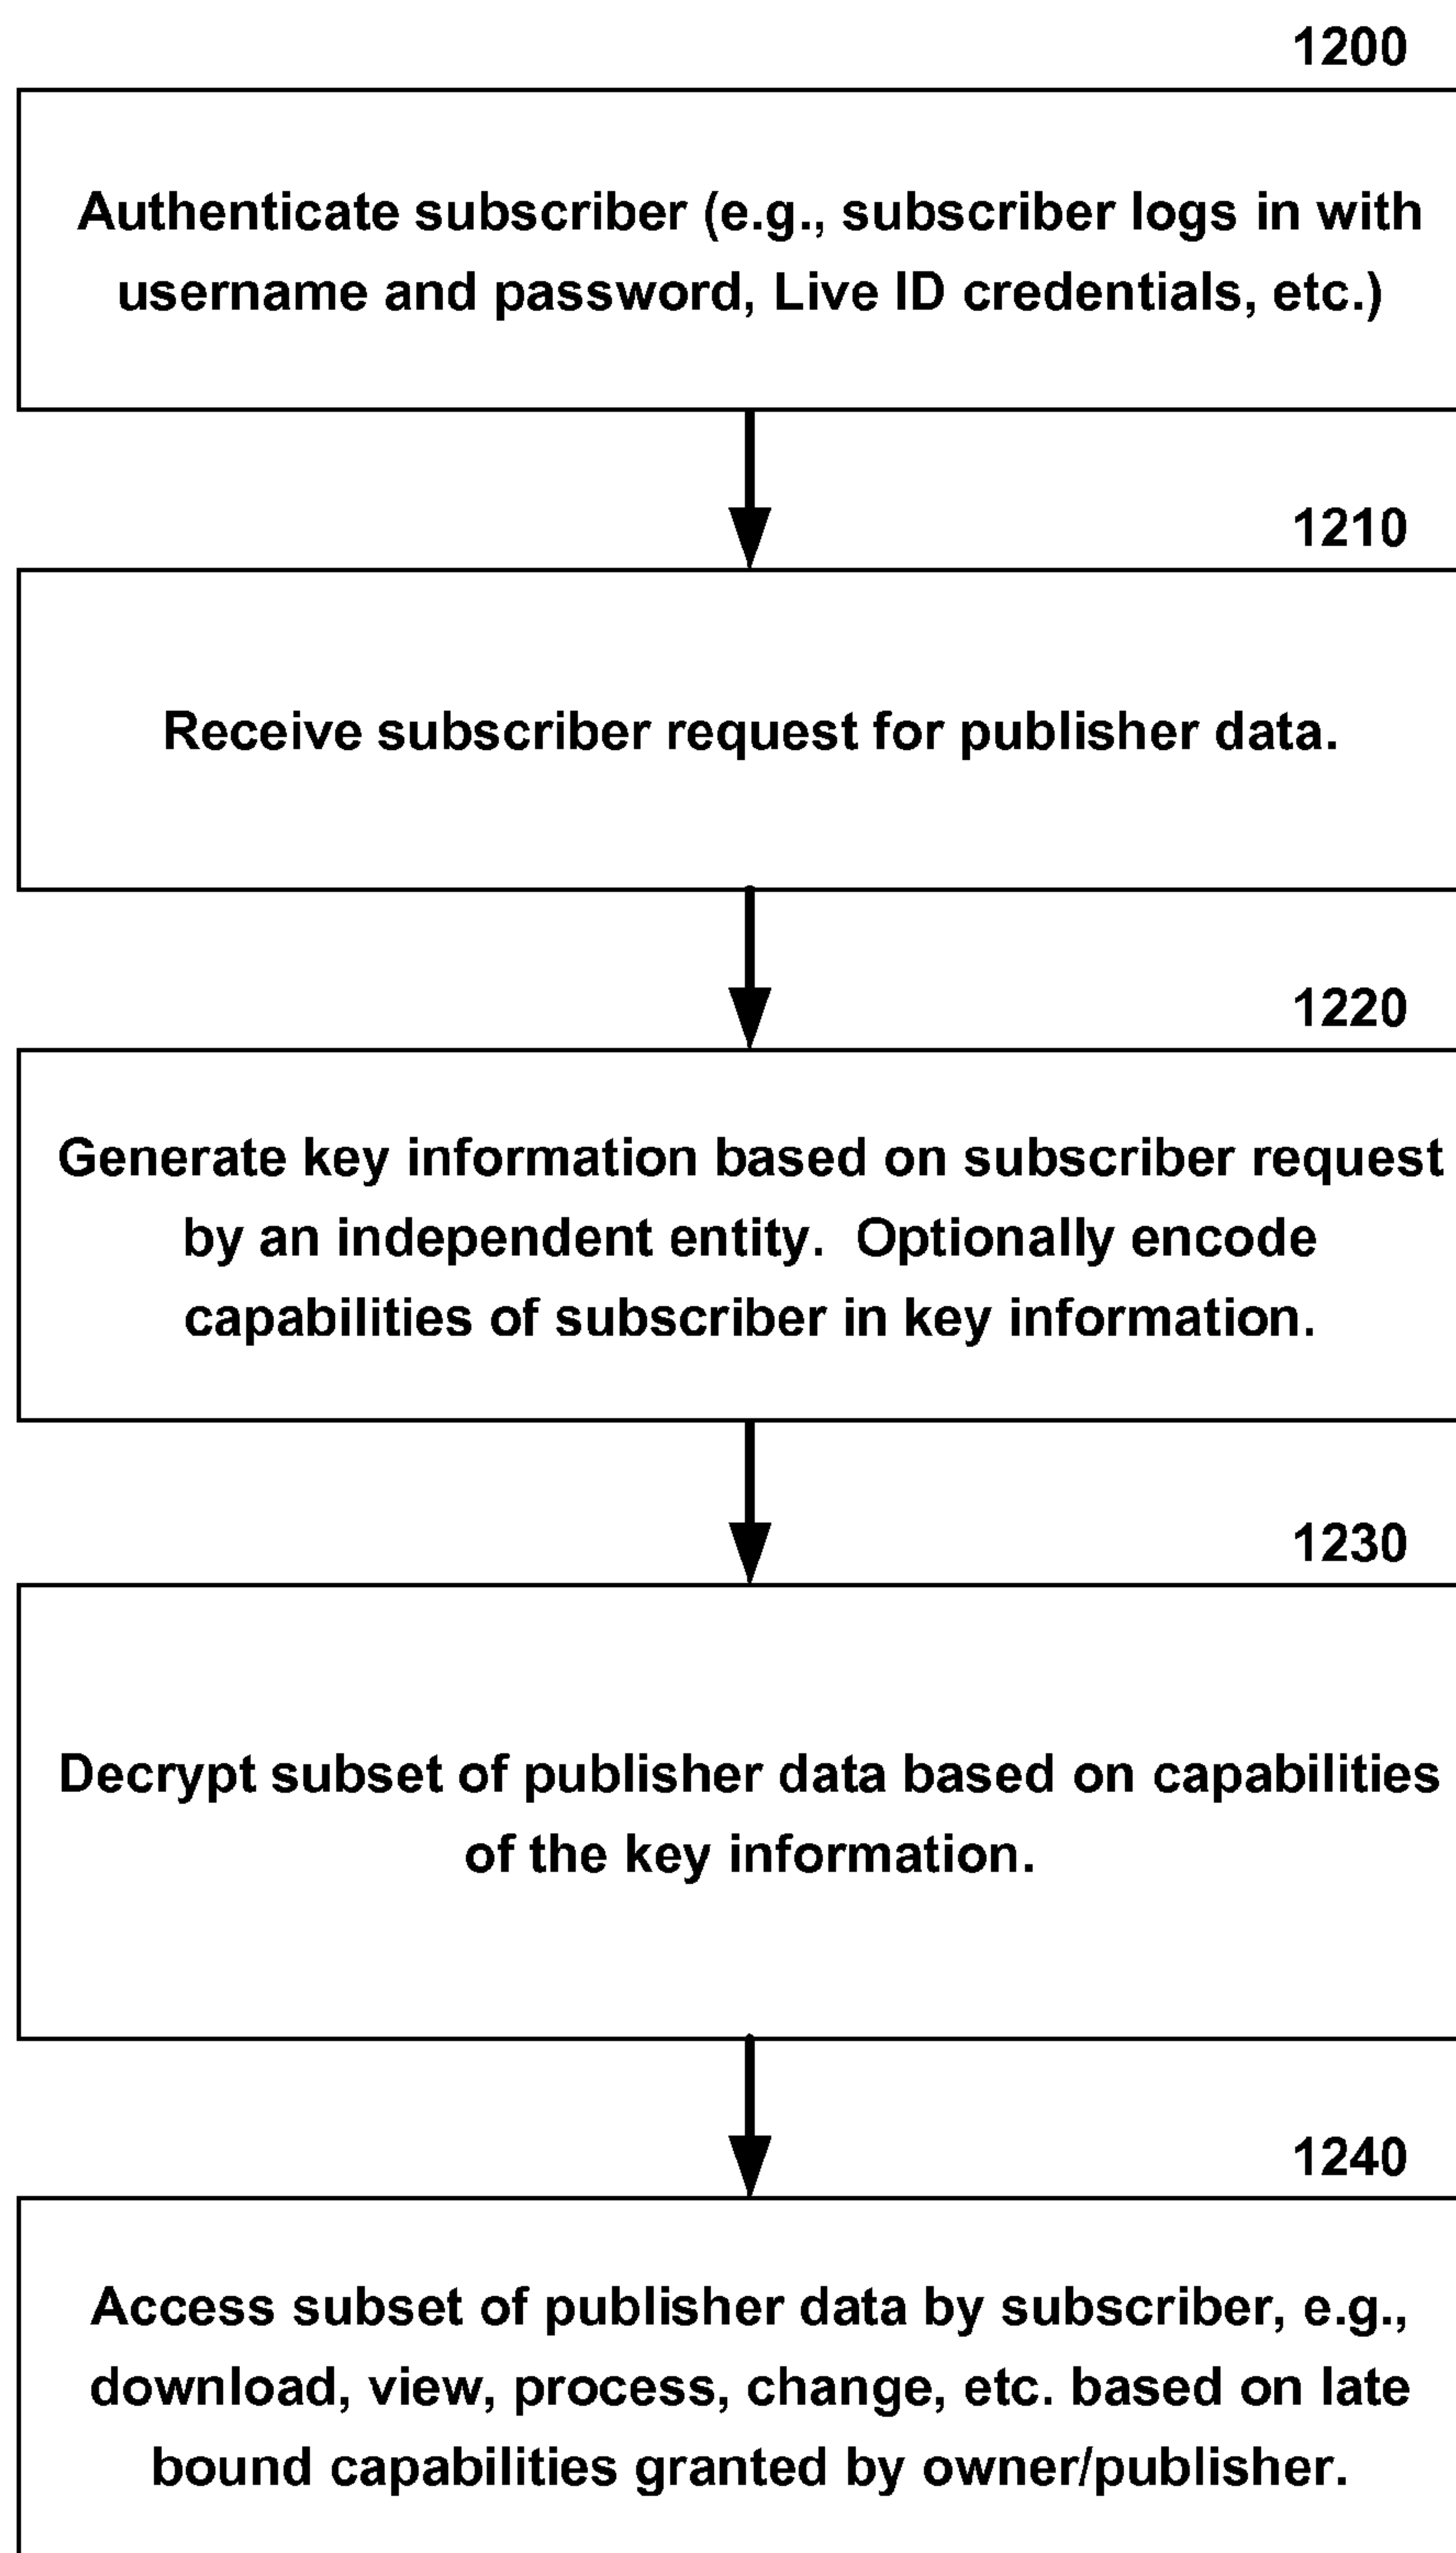 1200
Authenticate subscriber (e.g., subscriber logs in with
username and password, Live ID credentials, etc.)
1210
Receive subscriber request for publisher data.
1220
Generate key information based on subscriber request
by an independent entity.  Optionally encode
capabilities of subscriber in key information.
1230
Decrypt subset of publisher data based on capabilities
of the key information.
1240
Access subset of publisher data by subscriber, e.g.,
download, view, process, change, etc. based on late
bound capabilities granted by owner/publisher.